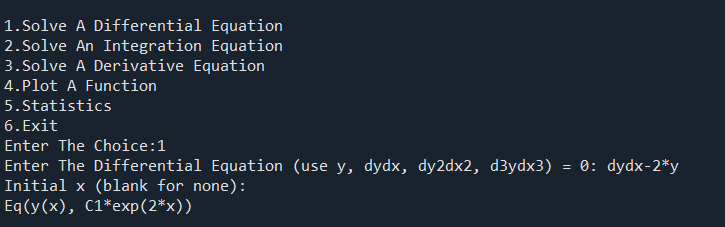 1.Solve A Differential Equation
2.Solve An Integration Equation
3.Solve A Derivative Equation
4.Plot A Function
5.Statistics
6.Exit
Enter The Choice:1
Enter The Differential Equation (use y, dydx, dy2dx2, d3ydx3) = 0: dydx-2*y
Initial x (blank for none):
Eq(y(x), C1*exp(2*x))